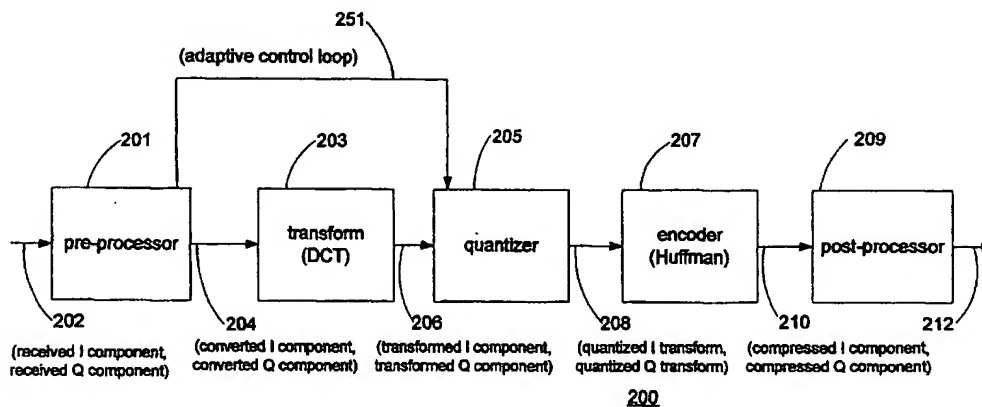 251
(adaptive control loop)
201
203
205
207
209
pre-processor
transform
(DCT)
quantizer
encoder
(Huffman)
post-processor
202
204
206
208
210
212
(received I component,
received Q component)
(converted I component,
converted Q component)
(transformed I component,
transformed Q component)
(quantized I transform,
quantized Q transform)
(compressed I component,
compressed Q component)
200